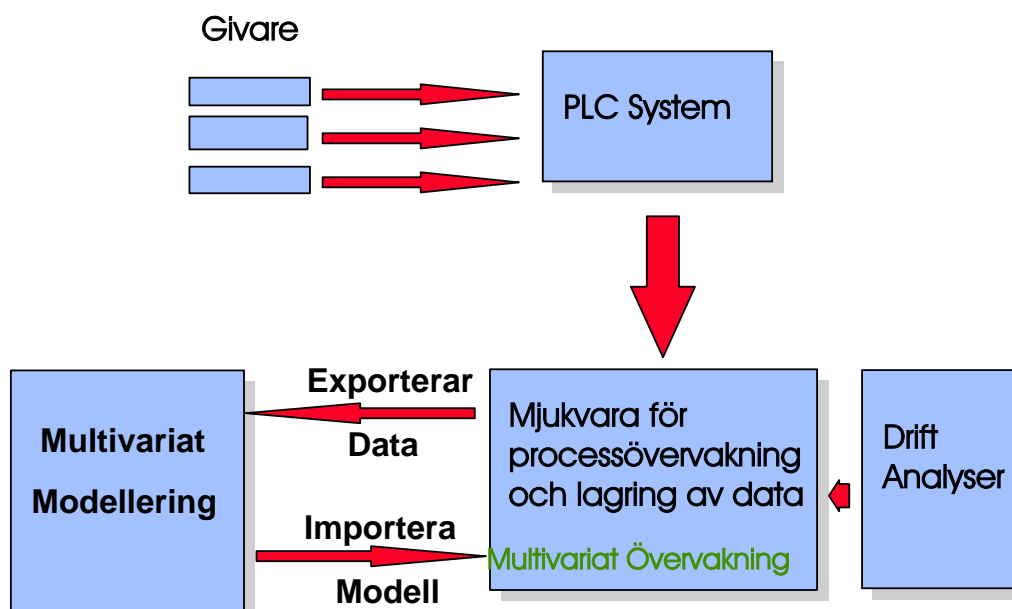 Givare
PLC System
Exporterar
Data
Multivariat
Modellering
Importera
Modell
Mjukvara för
processövervakning
och lagring av data
Multivariat Övervakning
Drift
Analyser